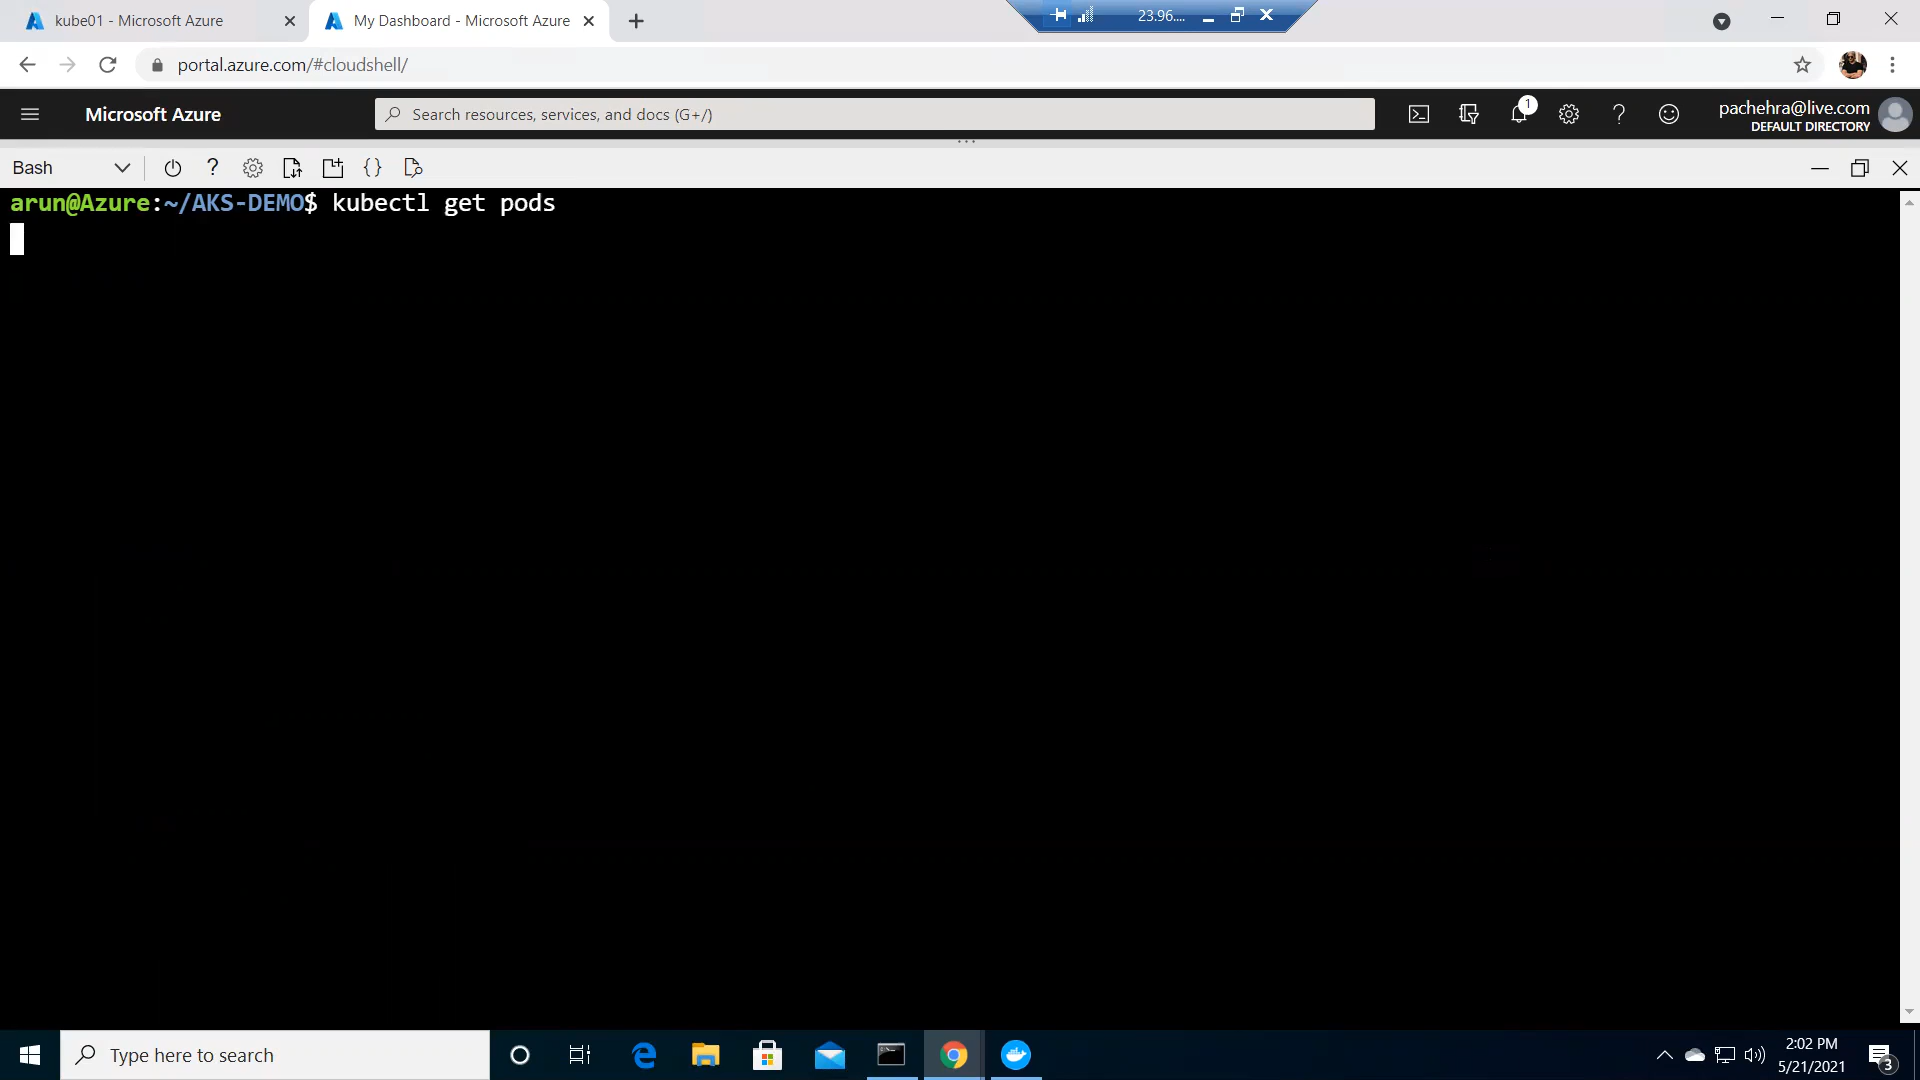 kube01 - Microsoft Azure
My Dashboard - Microsoft Azure
23.96....
portal.azure.com/#cloudshell/
Microsoft Azure
Search resources, services, and docs (G+/)
1
pachehra@live.com
DEFAULT DIRECTORY
Bash
arun@Azure:~/AKS-DEMO$ kubectl get pods
Type here to search
2:02 PM
5/21/2021
3